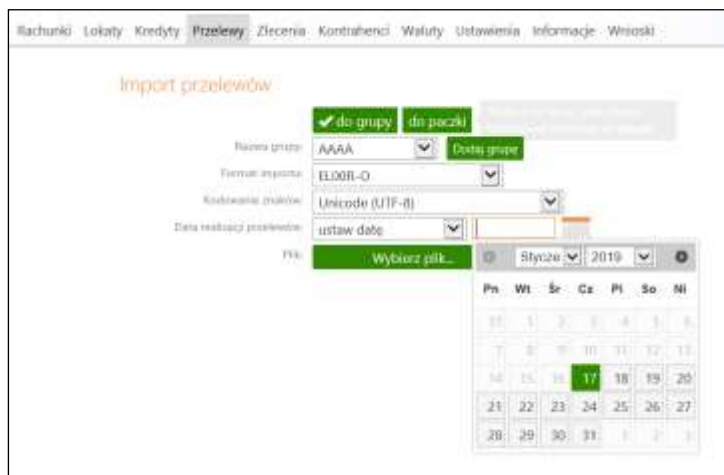 Rachunki Lokaty Kredyty Przelewy Zlecenia Kontrahenci Waluty Ustawienia Informacje Wnioski
Import przelewów
do grupy do paczki
Nazwa grupy: AAAA Dodaj grupę
Format importu: ELIXIR-O
Kodowanie znaków: Unicode (UTF-8)
Data realizacji przelewów: ustaw datę
Plik: Wybierz plik...
Stycze 2019
Pn Wt Śr Cz Pi So Ni
31 1 2 3 4 5 6
7 8 9 10 11 12 13
14 15 16 17 18 19 20
21 22 23 24 25 26 27
28 29 30 31 1 2 3